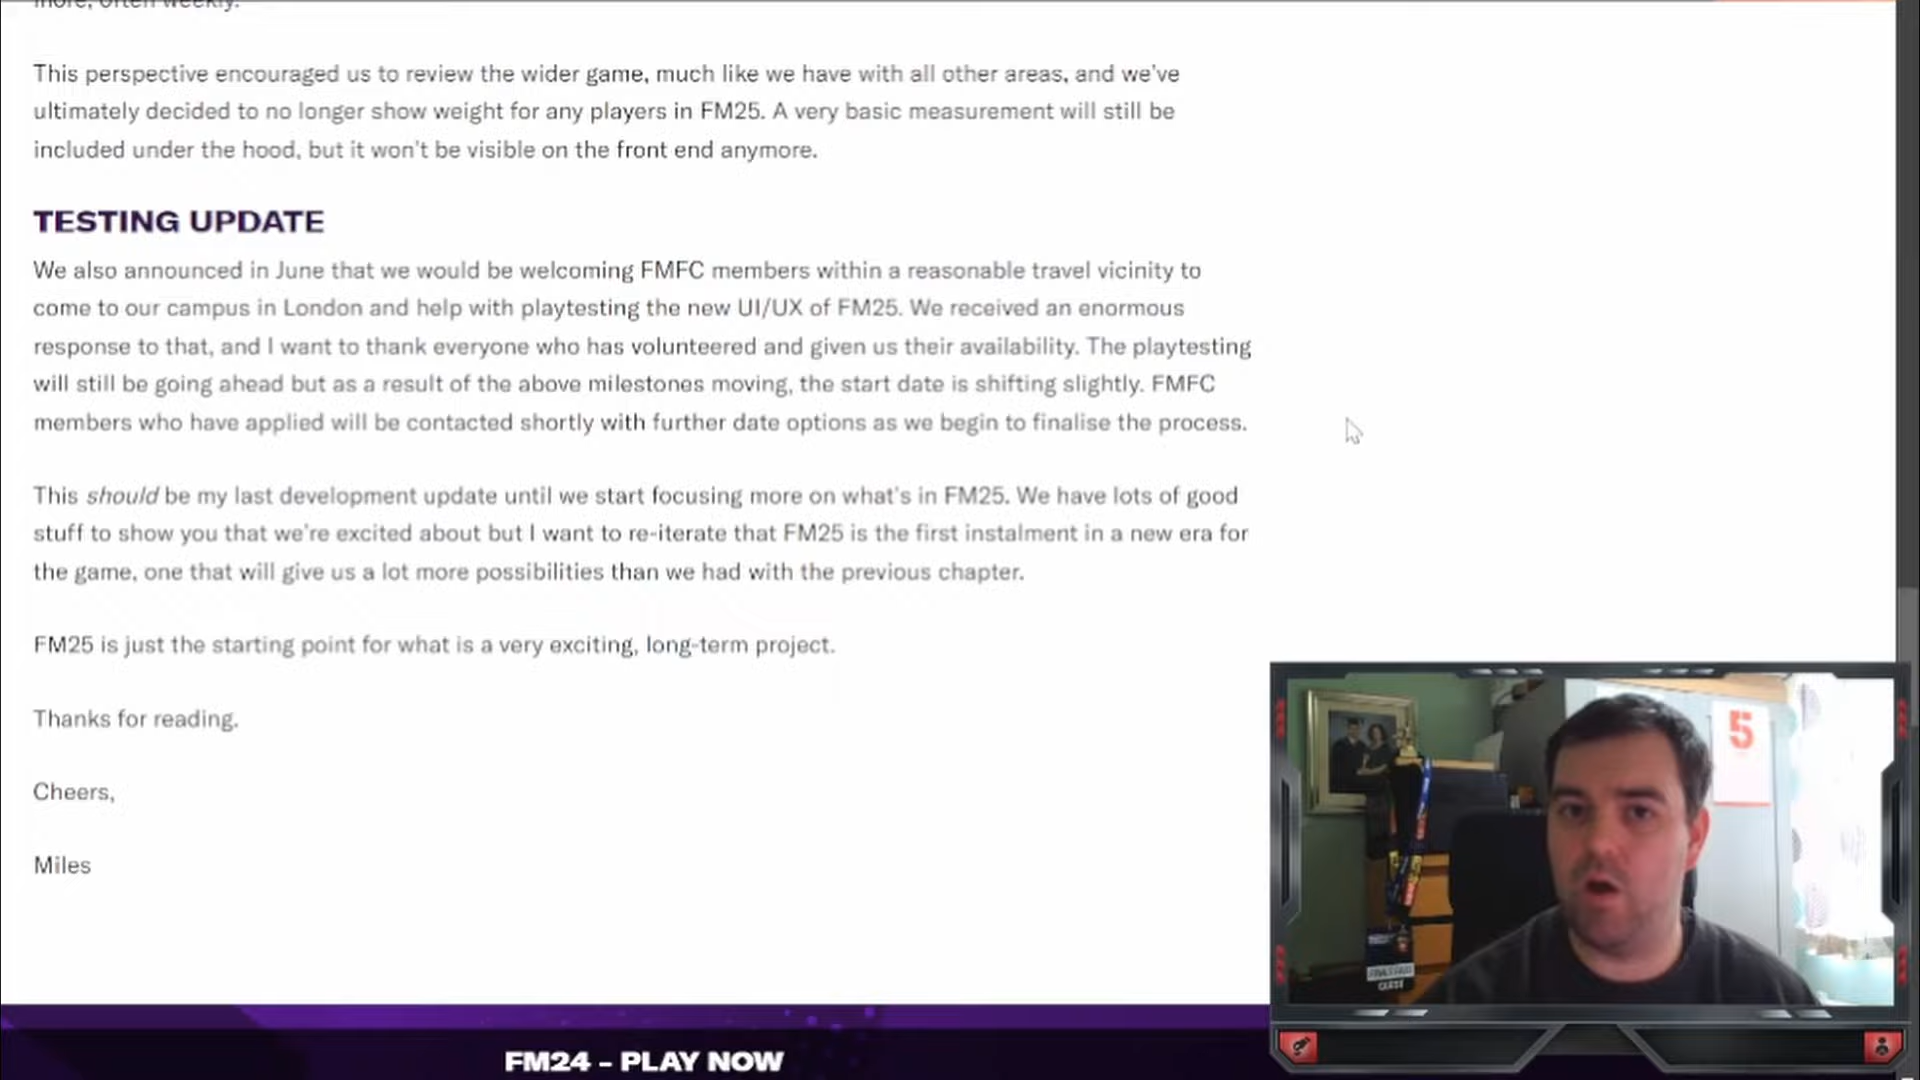 more, often weekly.
This perspective encouraged us to review the wider game, much like we have with all other areas, and we've
ultimately decided to no longer show weight for any players in FM25. A very basic measurement will still be
included under the hood, but it won't be visible on the front end anymore.
TESTING UPDATE
We also announced in June that we would be welcoming FMFC members within a reasonable travel vicinity to
come to our campus in London and help with playtesting the new UI/UX of FM25. We received an enormous
response to that, and I want to thank everyone who has volunteered and given us their availability. The playtesting
will still be going ahead but as a result of the above milestones moving, the start date is shifting slightly. FMFC
members who have applied will be contacted shortly with further date options as we begin to finalise the process.
This should be my last development update until we start focusing more on what's in FM25. We have lots of good
stuff to show you that we're excited about but I want to re-iterate that FM25 is the first instalment in a new era for
the game, one that will give us a lot more possibilities than we had with the previous chapter.
FM25 is just the starting point for what is a very exciting, long-term project.
Thanks for reading.
Cheers,
Miles
5
GUEST
FM24 - PLAY NOW